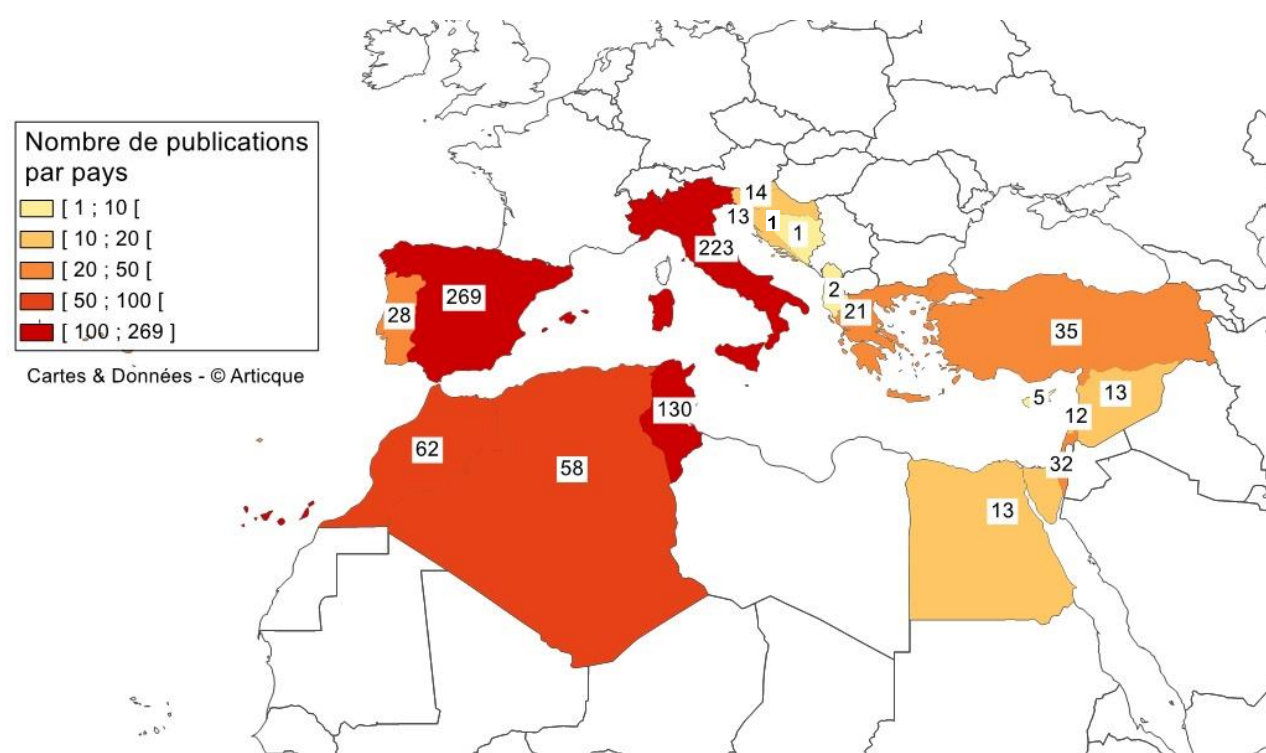 Nombre de publications
par pays
[ 1 ; 10 [
[ 10 ; 20 [
[ 20 ; 50 [
[ 50 ; 100 [
[ 100 ; 269 ]
Cartes & Données - © Articque
14
13
1
1
223
269
28
2
21
35
5
13
12
130
62
58
32
13